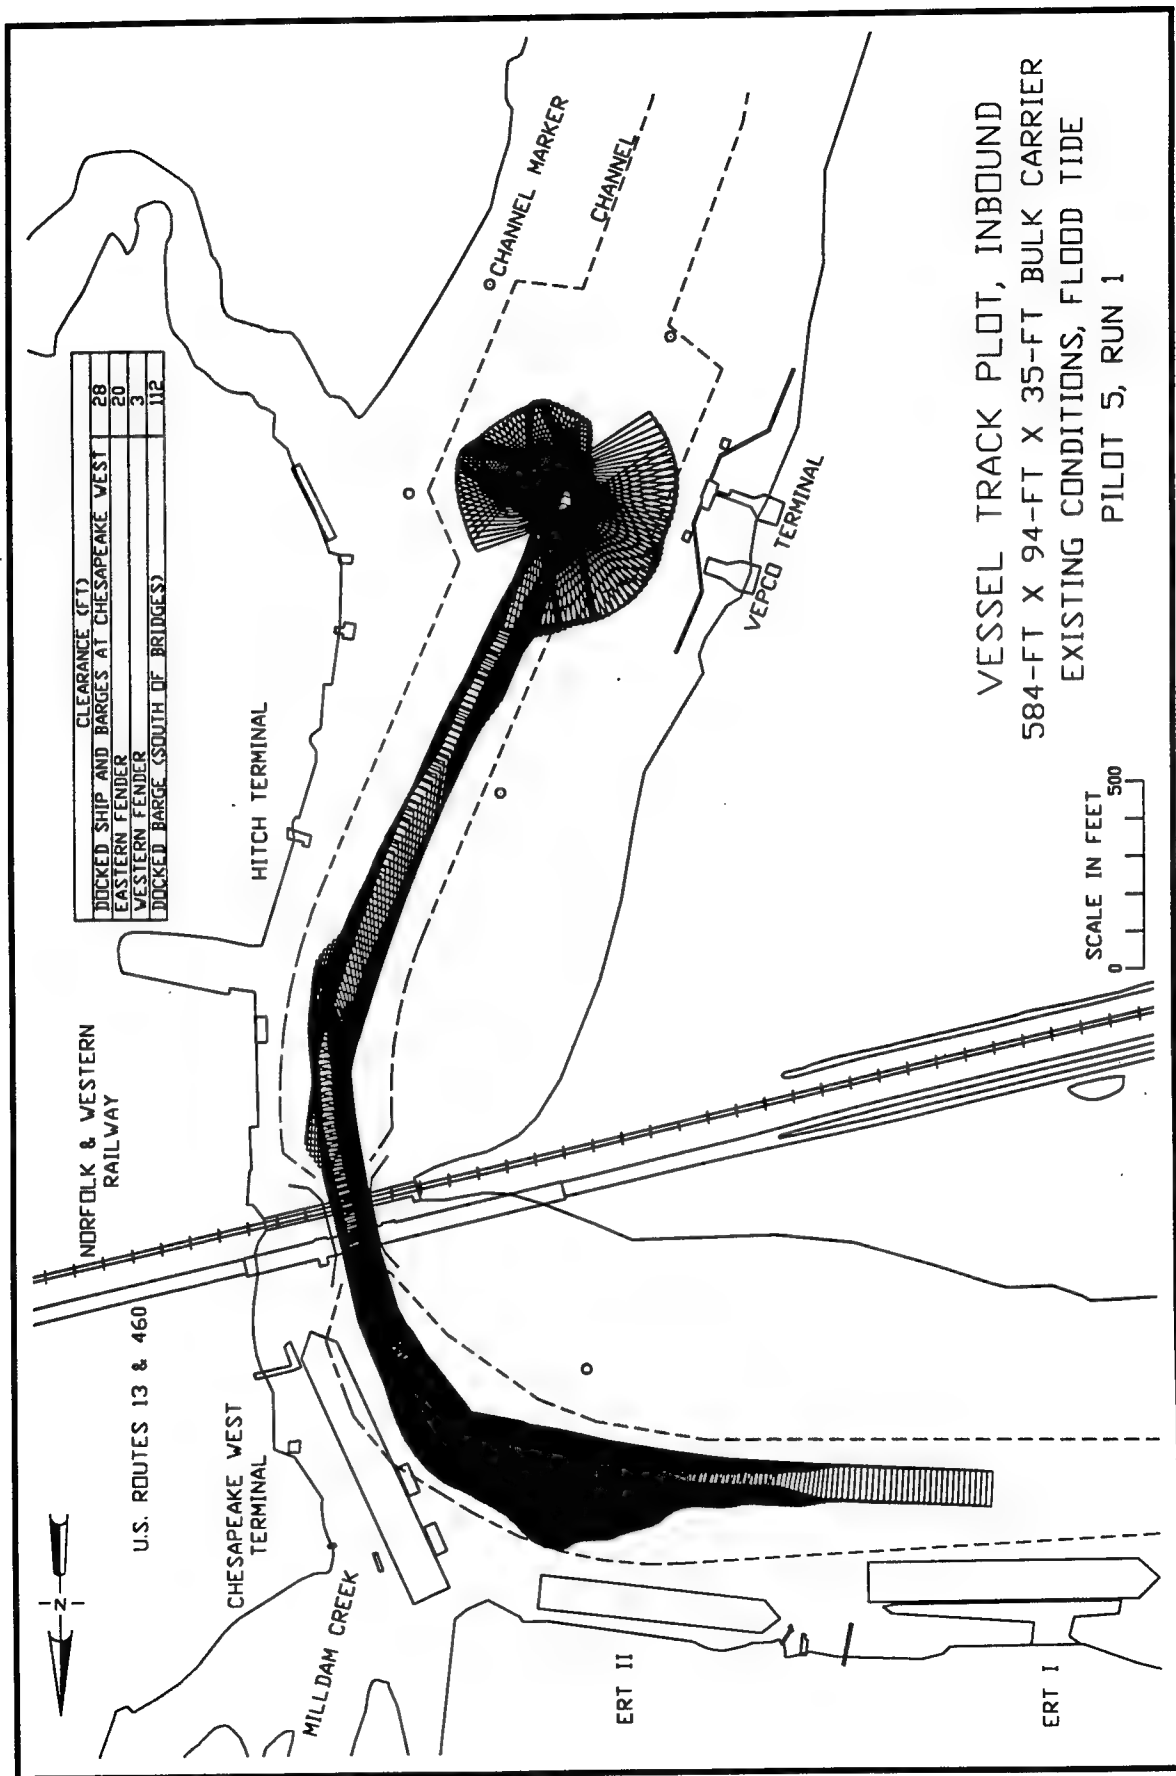 CLEARANCE (FT)
DOCKED SHIP AND BARGES AT CHESAPEAKE WEST 28
EASTERN FENDER 20
WESTERN FENDER 3
DOCKED BARGE (SOUTH OF BRIDGES) 112
N
U.S. ROUTES 13 & 460
NORFOLK & WESTERN
RAILWAY
HITCH TERMINAL
CHANNEL MARKER
CHANNEL
CHESAPEAKE WEST
TERMINAL
MILLDAM CREEK
VEPCO TERMINAL
ERT II
ERT I
SCALE IN FEET
0 500
VESSEL TRACK PLOT, INBOUND
584-FT X 94-FT X 35-FT BULK CARRIER
EXISTING CONDITIONS, FLOOD TIDE
PILOT 5, RUN 1